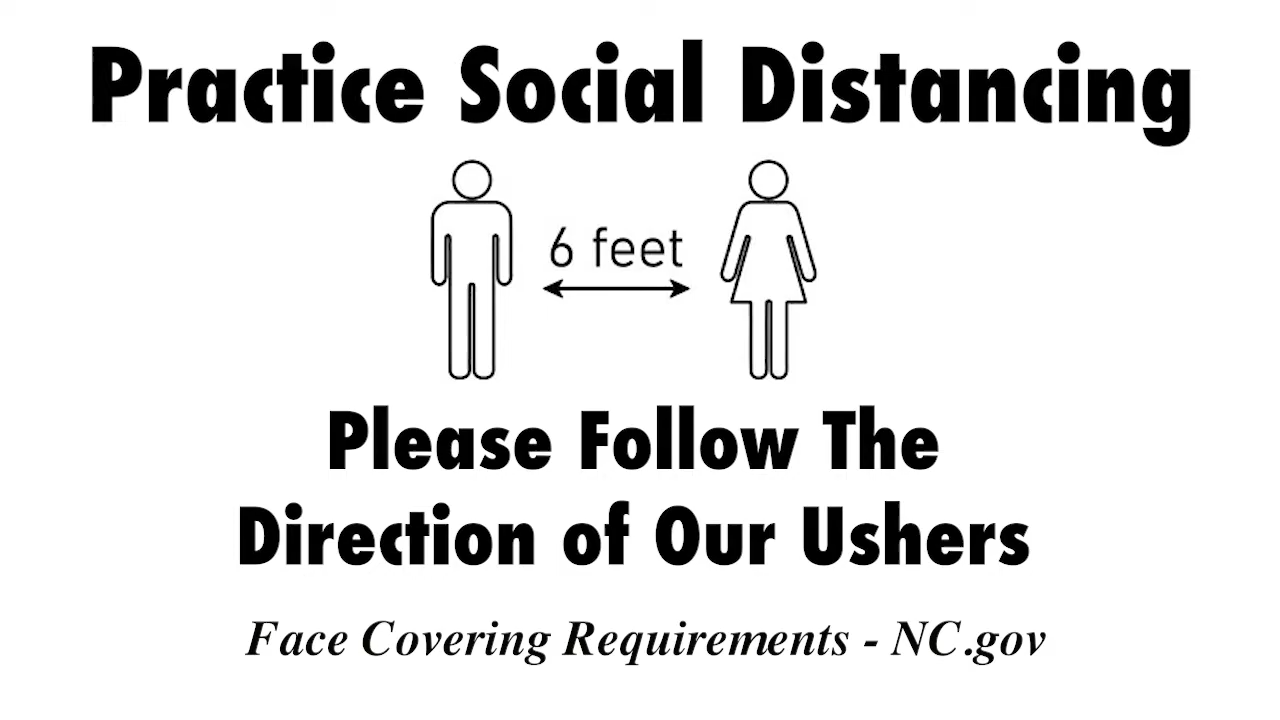 Practice Social Distancing
6 feet
Please Follow The
Direction of Our Ushers
Face Covering Requirements - NC.gov